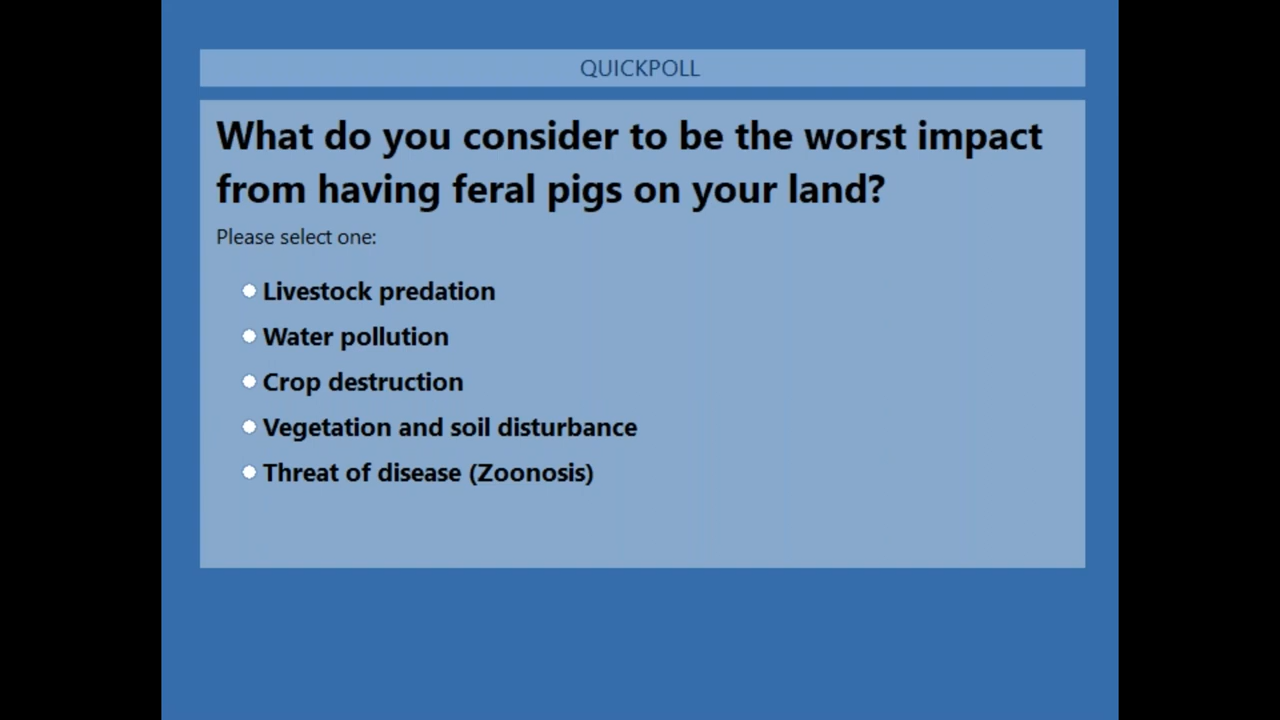 QUICKPOLL
What do you consider to be the worst impact
from having feral pigs on your land?
Please select one:
Livestock predation
Water pollution
Crop destruction
Vegetation and soil disturbance
Threat of disease (Zoonosis)